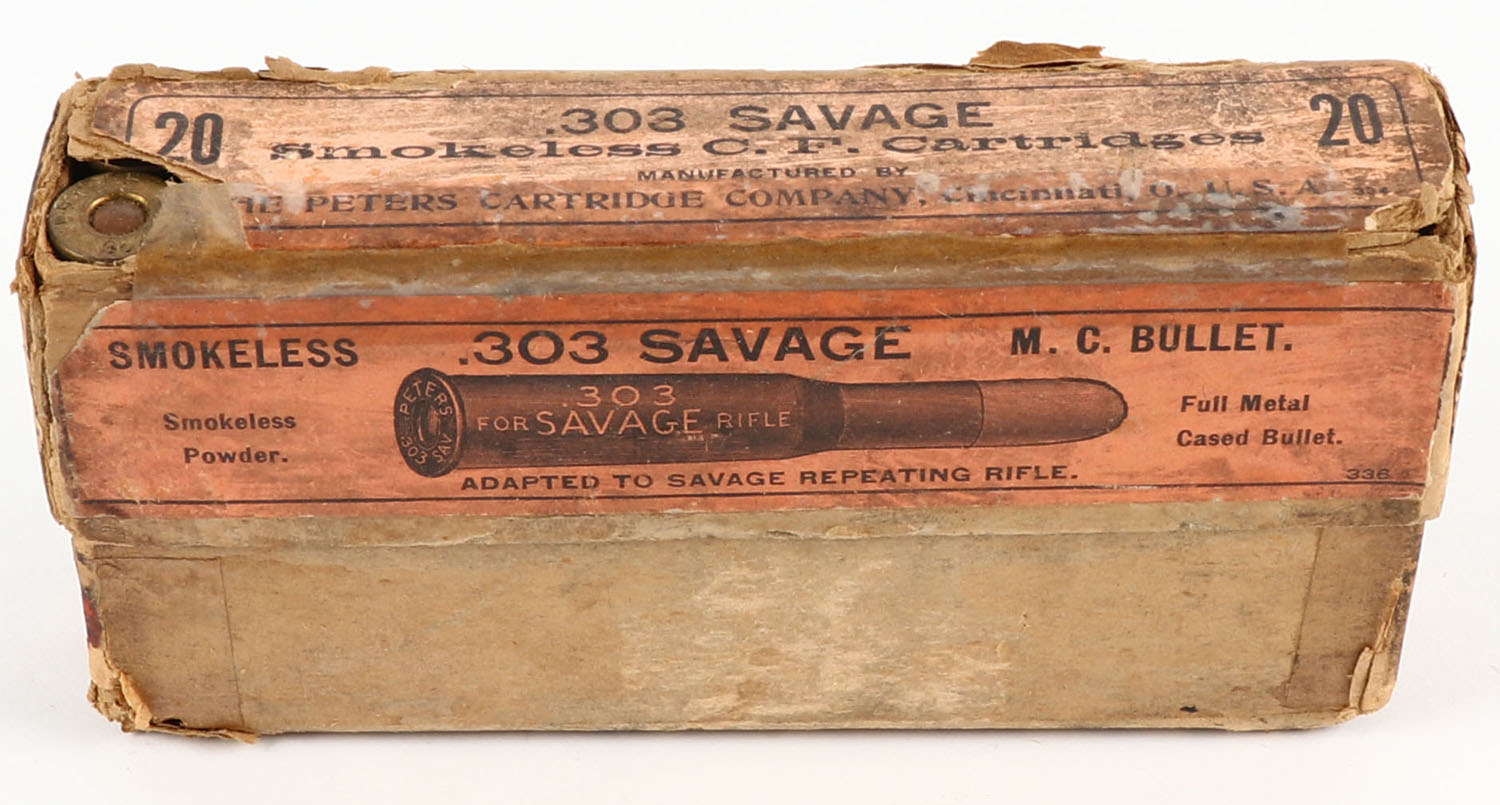 20 .303 SAVAGE 20
Smokeless C. F. Cartridges
MANUFACTURED BY
HE PETERS CARTRIDGE COMPANY, Cincinnati, O. U. S. A.
SMOKELESS .303 SAVAGE M. C. BULLET.
Smokeless Powder.
PETERS
303 SAV
.303
FOR SAVAGE RIFLE
Full Metal
Cased Bullet.
ADAPTED TO SAVAGE REPEATING RIFLE.
336